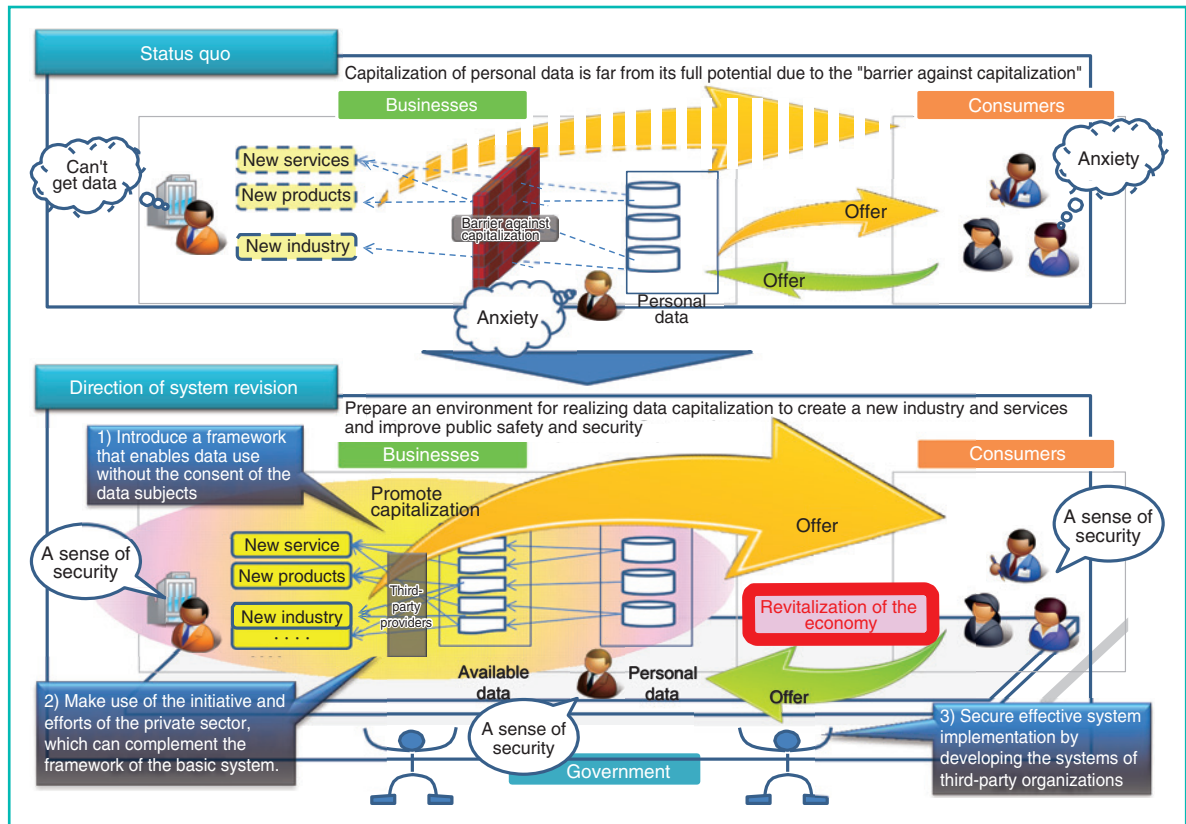 Status quo
Capitalization of personal data is far from its full potential due to the "barrier against capitalization"
Businesses
Consumers
Can't
get data
New services
New products
New industry
Barrier against
capitalization
Offer
Offer
Anxiety
Anxiety
Personal
data
Direction of system revision
Prepare an environment for realizing data capitalization to create a new industry and services
and improve public safety and security
1) Introduce a framework
that enables data use
without the consent of the
data subjects
Businesses
Consumers
Promote
capitalization
Offer
A sense of
security
A sense of
security
New service
New products
New industry
. . . .
. . . .
Third-
party
providers
Revitalization of the
economy
Available
data
Personal
data
Offer
2) Make use of the initiative and
efforts of the private sector,
which can complement the
framework of the basic system.
A sense of
security
Government
3) Secure effective system
implementation by
developing the systems of
third-party organizations